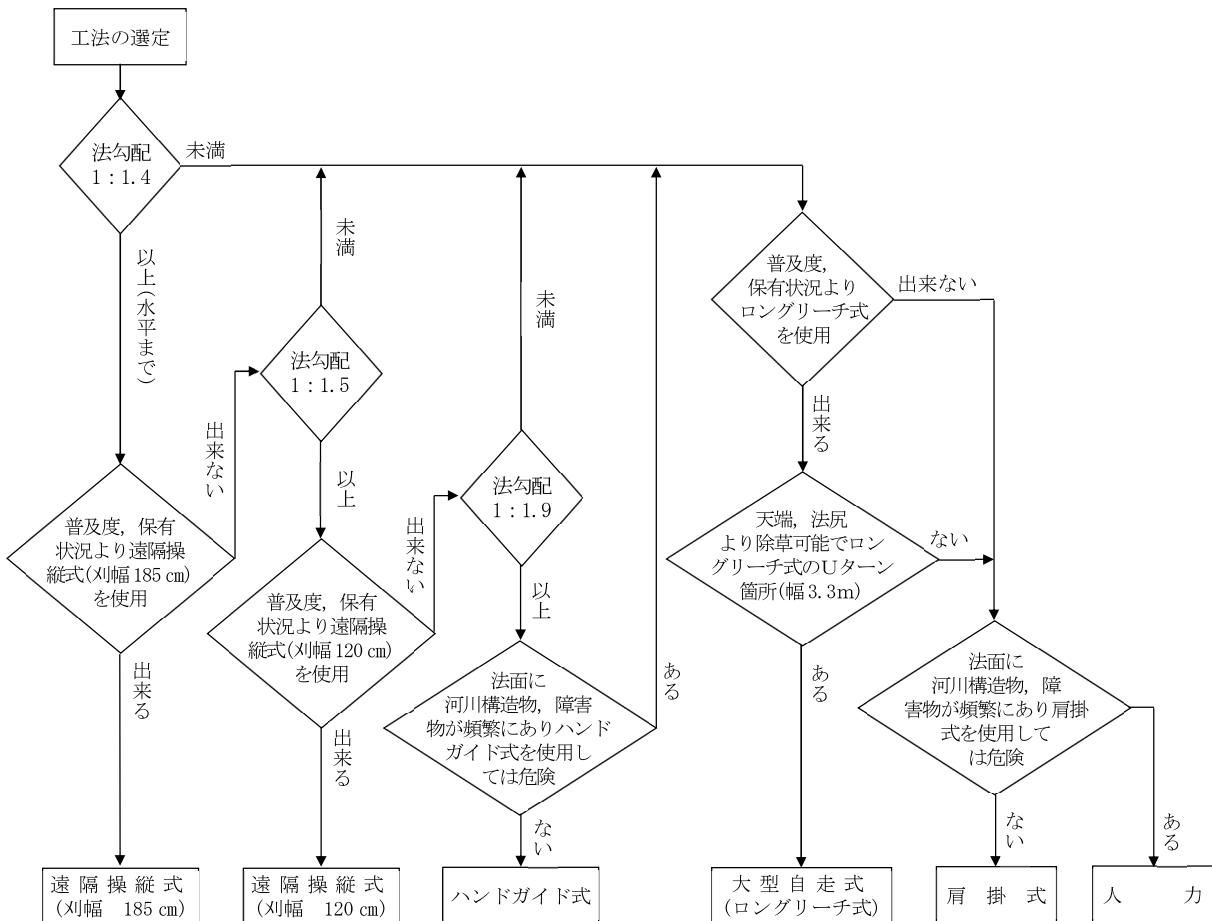 工法の選定
法勾配
1：1.4
未満
以上(水平まで)
普及度，保有
状況より遠隔操
縦式(刈幅185㎝)
を使用
出来ない
出来る
遠隔操縦式
(刈幅　185㎝)
法勾配
1：1.5
未満
以上
普及度，保有
状況より遠隔操
縦式(刈幅120㎝)
を使用
出来ない
出来る
遠隔操縦式
(刈幅　120㎝)
法勾配
1：1.9
未満
以上
法面に
河川構造物，障害
物が頻繁にありハンド
ガイド式を使用し
ては危険
ある
ない
ハンドガイド式
普及度，
保有状況より
ロングリーチ式
を使用
出来ない
出来る
天端，法尻
より除草可能でロン
グリーチ式のUターン
箇所(幅3.3m)
ない
ある
大型自走式
(ロングリーチ式)
法面に
河川構造物，障
害物が頻繁にあり肩掛
式を使用して
は危険
ない
ある
肩掛式
人力